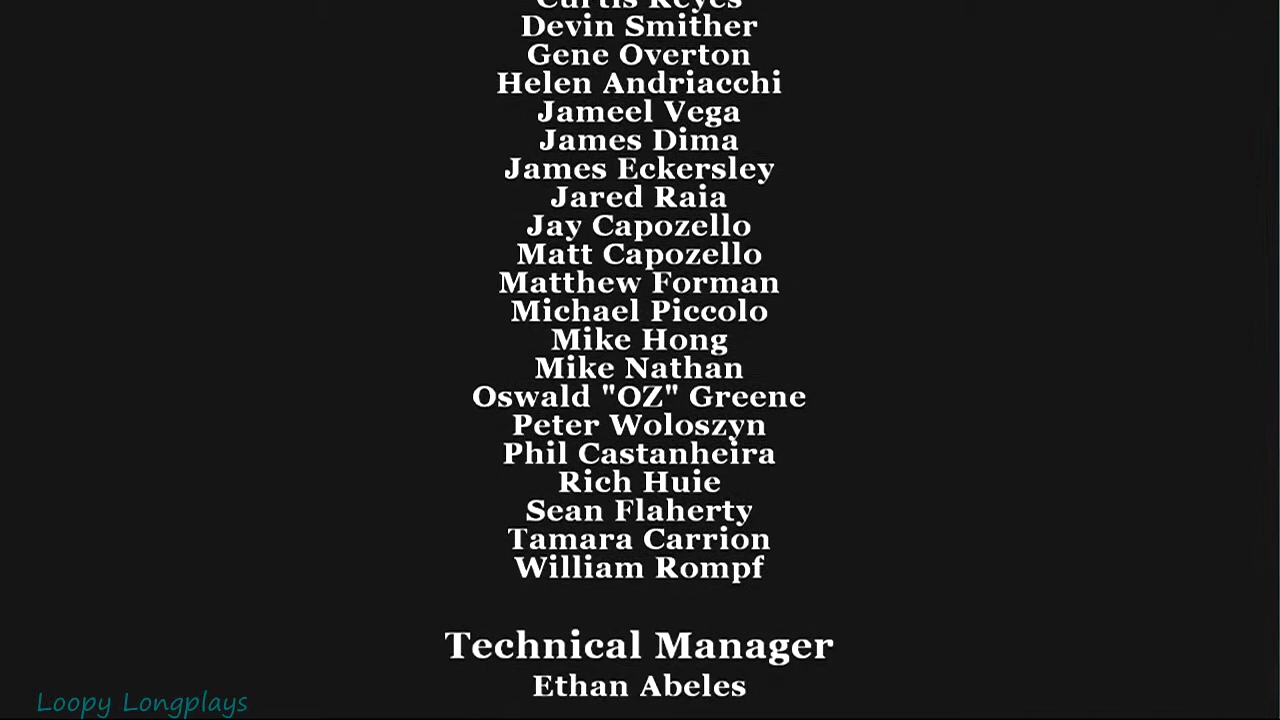 Curtis Reyes
Devin Smither
Gene Overton
Helen Andriacchi
Jameel Vega
James Dima
James Eckersley
Jared Raia
Jay Capozello
Matt Capozello
Matthew Forman
Michael Piccolo
Mike Hong
Mike Nathan
Oswald "OZ" Greene
Peter Woloszyn
Phil Castanheira
Rich Huie
Sean Flaherty
Tamara Carrion
William Rompf
Technical Manager
Ethan Abeles
Loopy Longplays